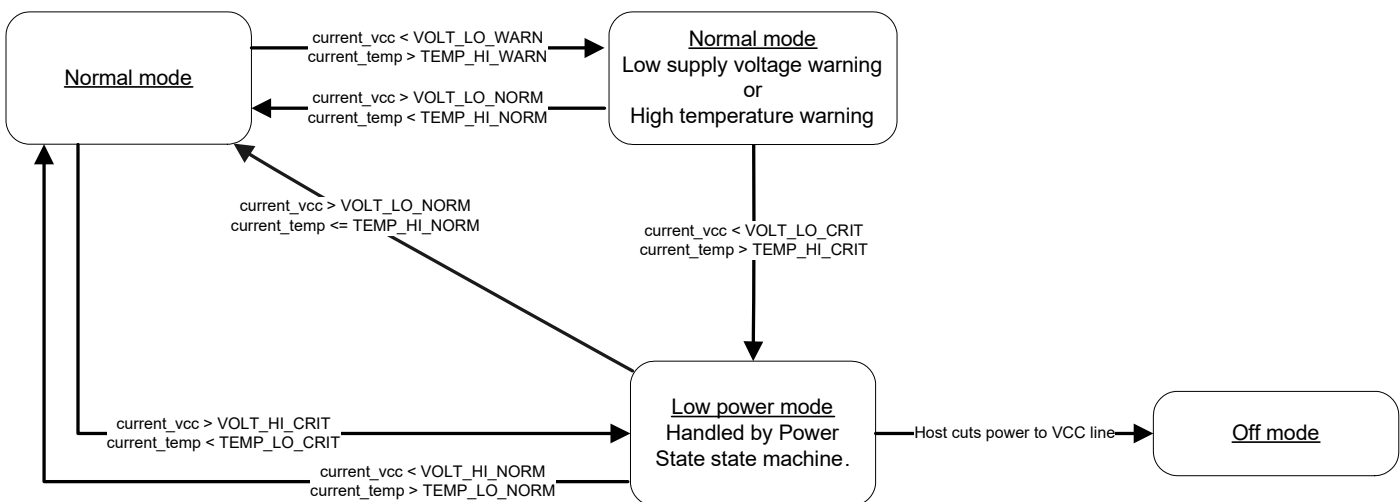 Normal mode
current_vcc < VOLT_LO_WARN
current_temp > TEMP_HI_WARN
Normal mode
Low supply voltage warning
or
High temperature warning
current_vcc > VOLT_LO_NORM
current_temp < TEMP_HI_NORM
current_vcc > VOLT_LO_NORM
current_temp <= TEMP_HI_NORM
current_vcc < VOLT_LO_CRIT
current_temp > TEMP_HI_CRIT
current_vcc > VOLT_HI_CRIT
current_temp < TEMP_LO_CRIT
current_vcc < VOLT_HI_NORM
current_temp > TEMP_LO_NORM
Low power mode
Handled by Power
State state machine.
Host cuts power to VCC line
Off mode